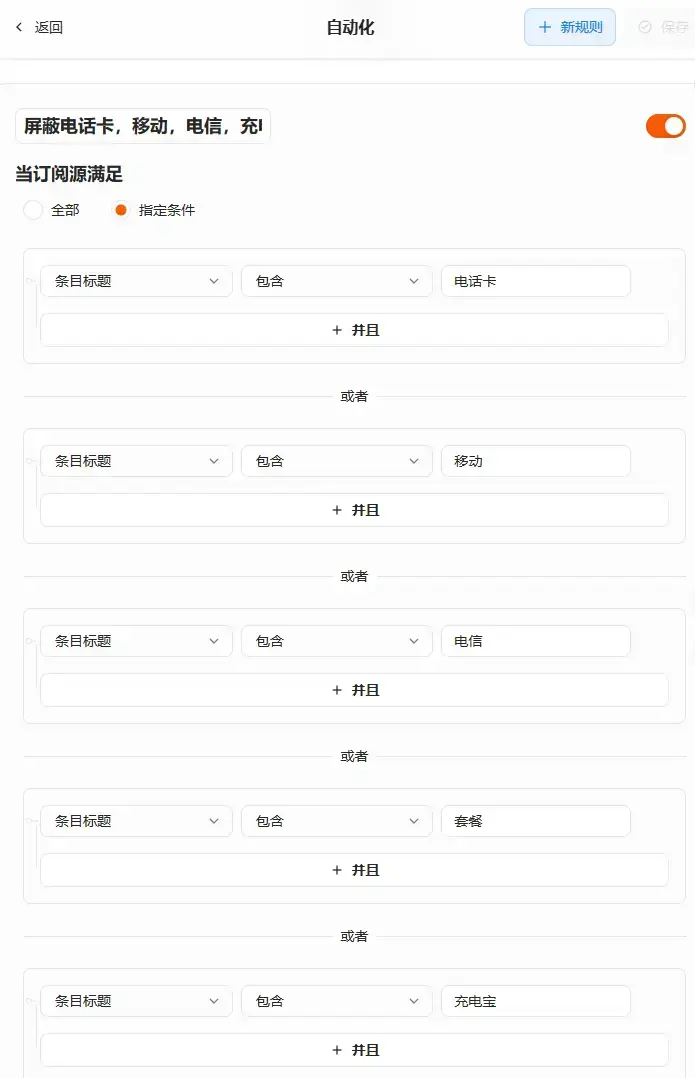 返回 自动化 新规则 保存
屏蔽电话卡，移动，电信，充
当订阅源满足
全部 指定条件
条目标题 包含 电话卡
+ 并且
或者
条目标题 包含 移动
+ 并且
或者
条目标题 包含 电信
+ 并且
或者
条目标题 包含 套餐
+ 并且
或者
条目标题 包含 充电宝
+ 并且